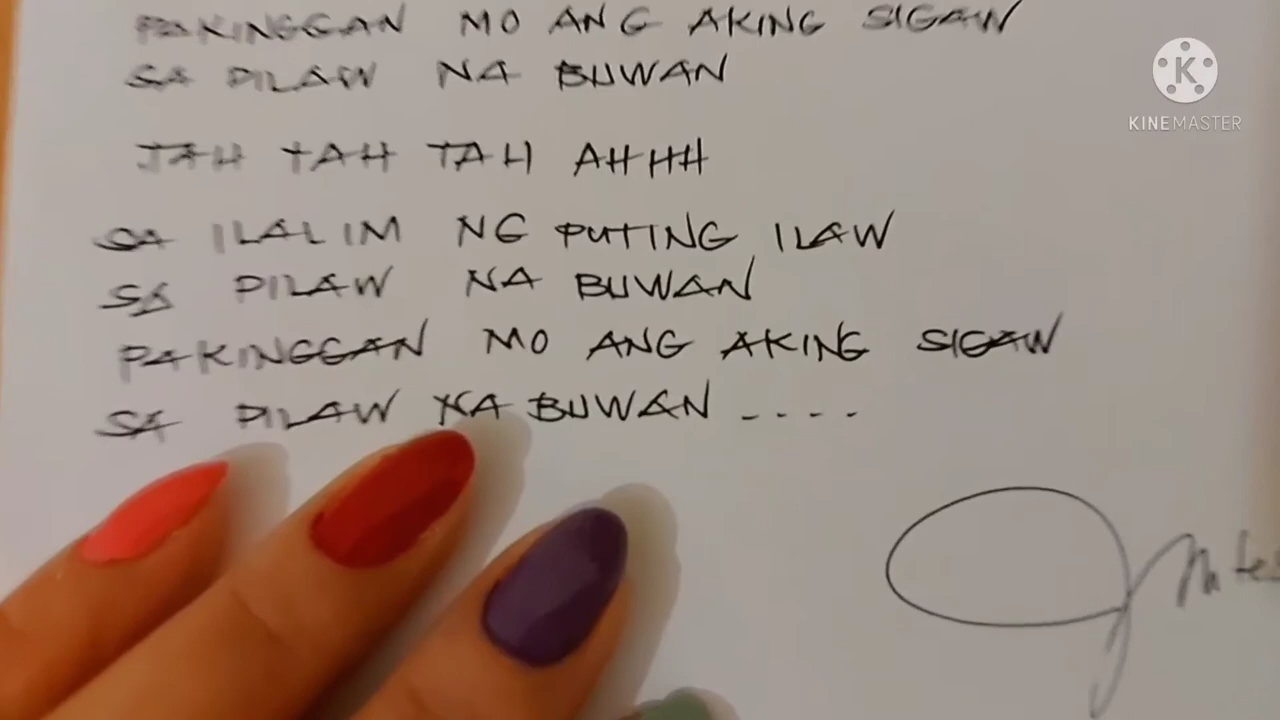 PAKINGGAN MO ANG AKING SIGAW
SA PILAW NA BUWAN
TAH TAH TAH AHHH
SA ILALIM NG PUTING ILAW
SA PILAW NA BUWAN
PAKINGGAN MO ANG AKING SIGAW
SA PILAW NA BUWAN ....
KINEMASTER